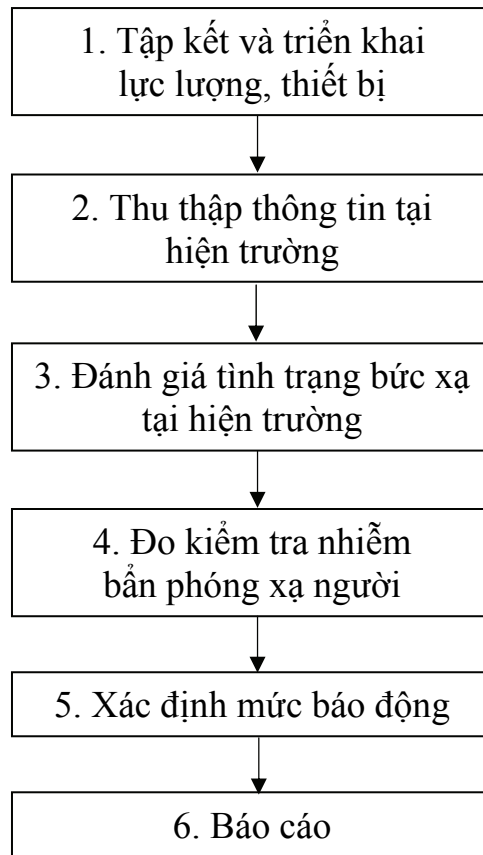 1. Tập kết và triển khai
lực lượng, thiết bị
2. Thu thập thông tin tại
hiện trường
3. Đánh giá tình trạng bức xạ
tại hiện trường
4. Đo kiểm tra nhiễm
bẩn phóng xạ người
5. Xác định mức báo động
6. Báo cáo